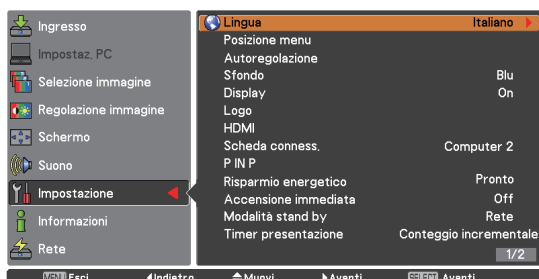 Ingresso
Impostaz. PC
Selezione immagine
Regolazione immagine
Schermo
Suono
Impostazione
Informazioni
Rete
Lingua Italiano
Posizione menu
Autoregolazione
Sfondo Blu
Display On
Logo
HDMI
Scheda conness. Computer 2
P IN P
Risparmio energetico Pronto
Accensione immediata Off
Modalità stand by Rete
Timer presentazione Conteggio incrementale
1/2
MENU Esci Indietro Muovi Avanti SELECT Avanti